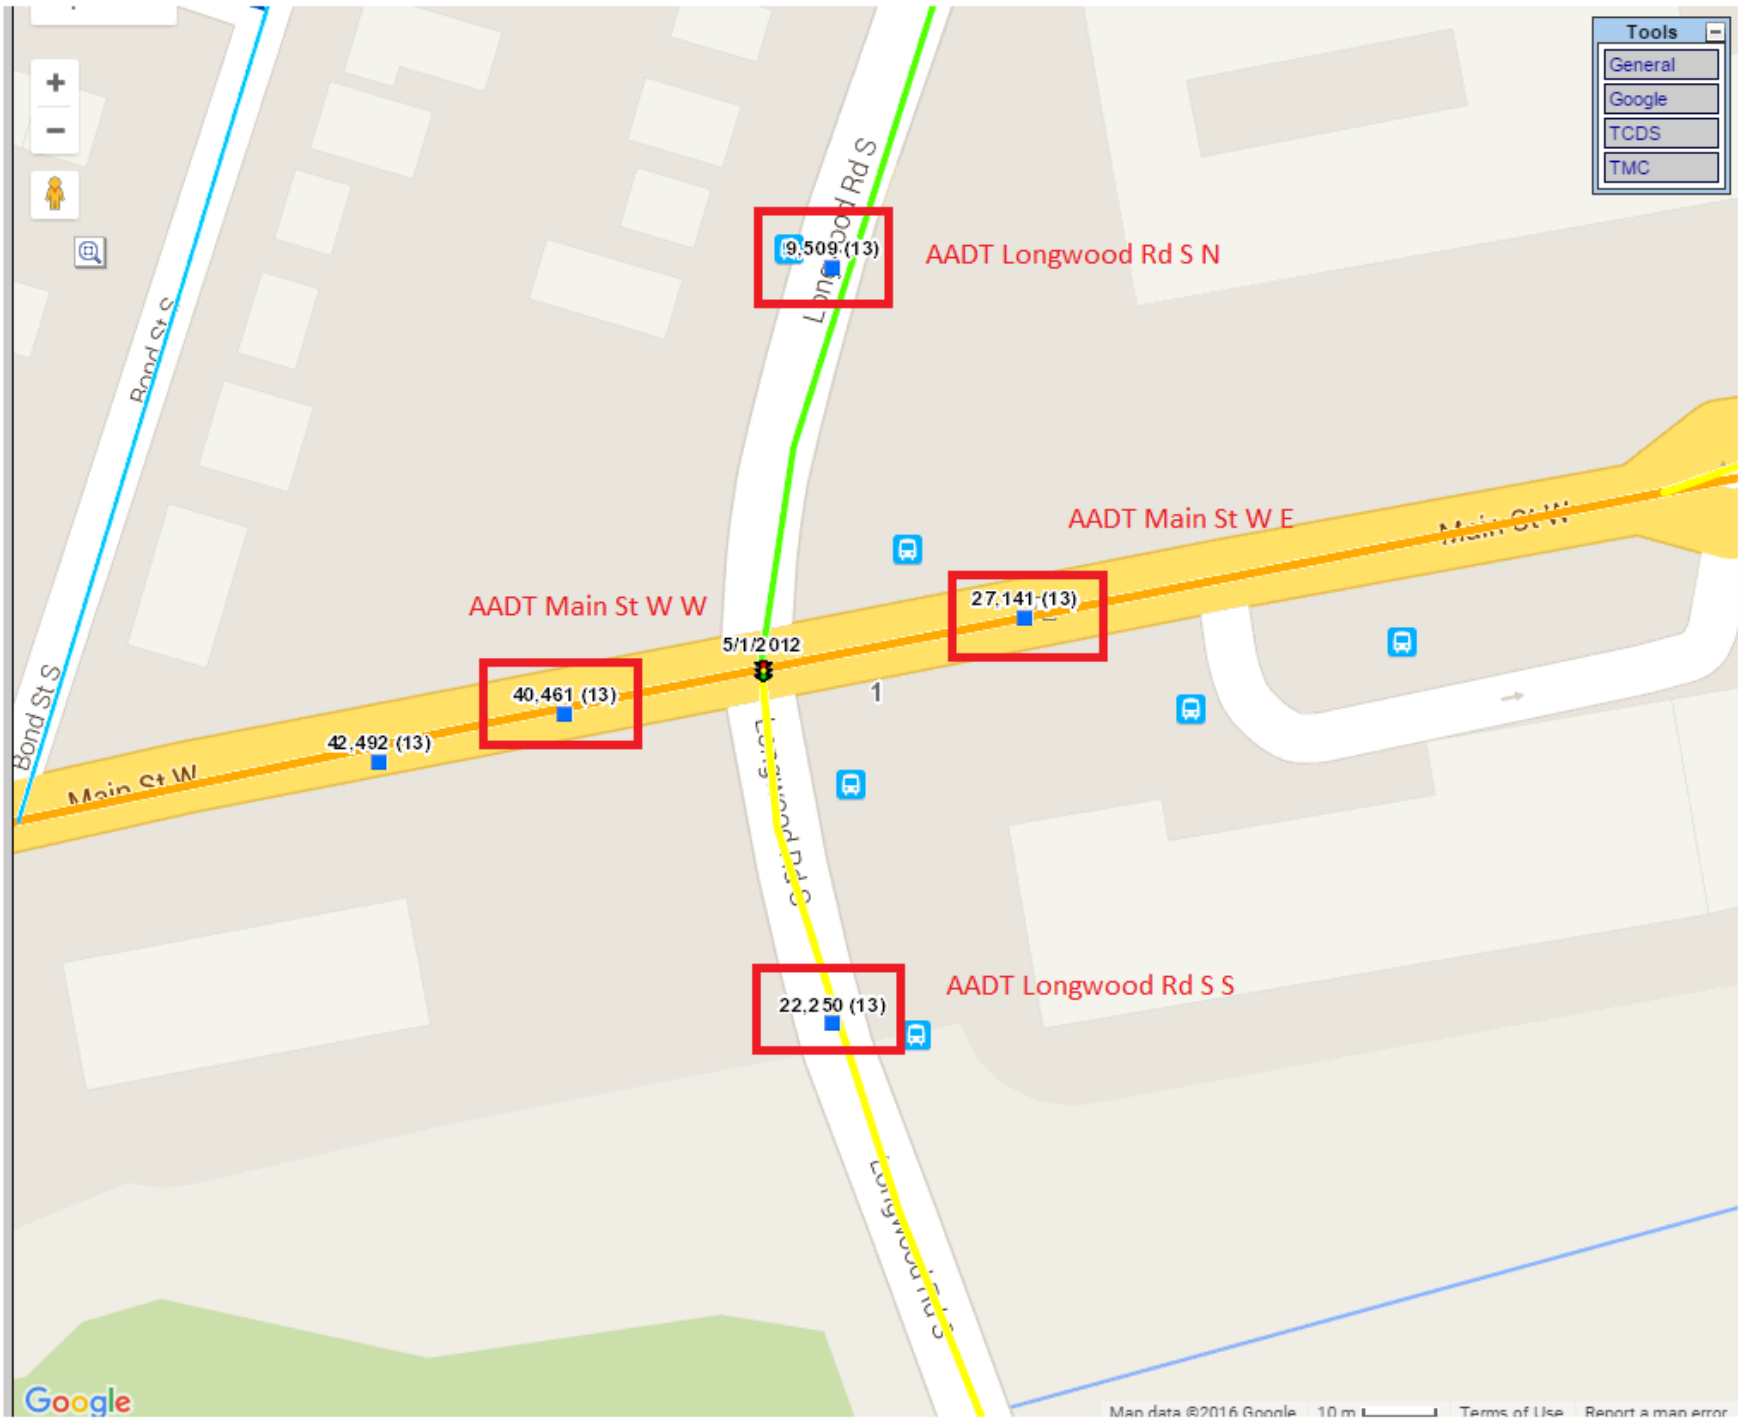 Tools
General
Google
TCDS
TMC
+
−
Longwood Rd S
9,509 (13)
AADT Longwood Rd S N
Bond St S
AADT Main St W E
Main St W
27,141 (13)
AADT Main St W W
5/1/2012
40,461 (13)
1
42,492 (13)
Bond St S
Main St W
Longwood Rd S
AADT Longwood Rd S S
22,250 (13)
Longwood Rd S
Google
Map data ©2016 Google 10 m Terms of Use Report a map error